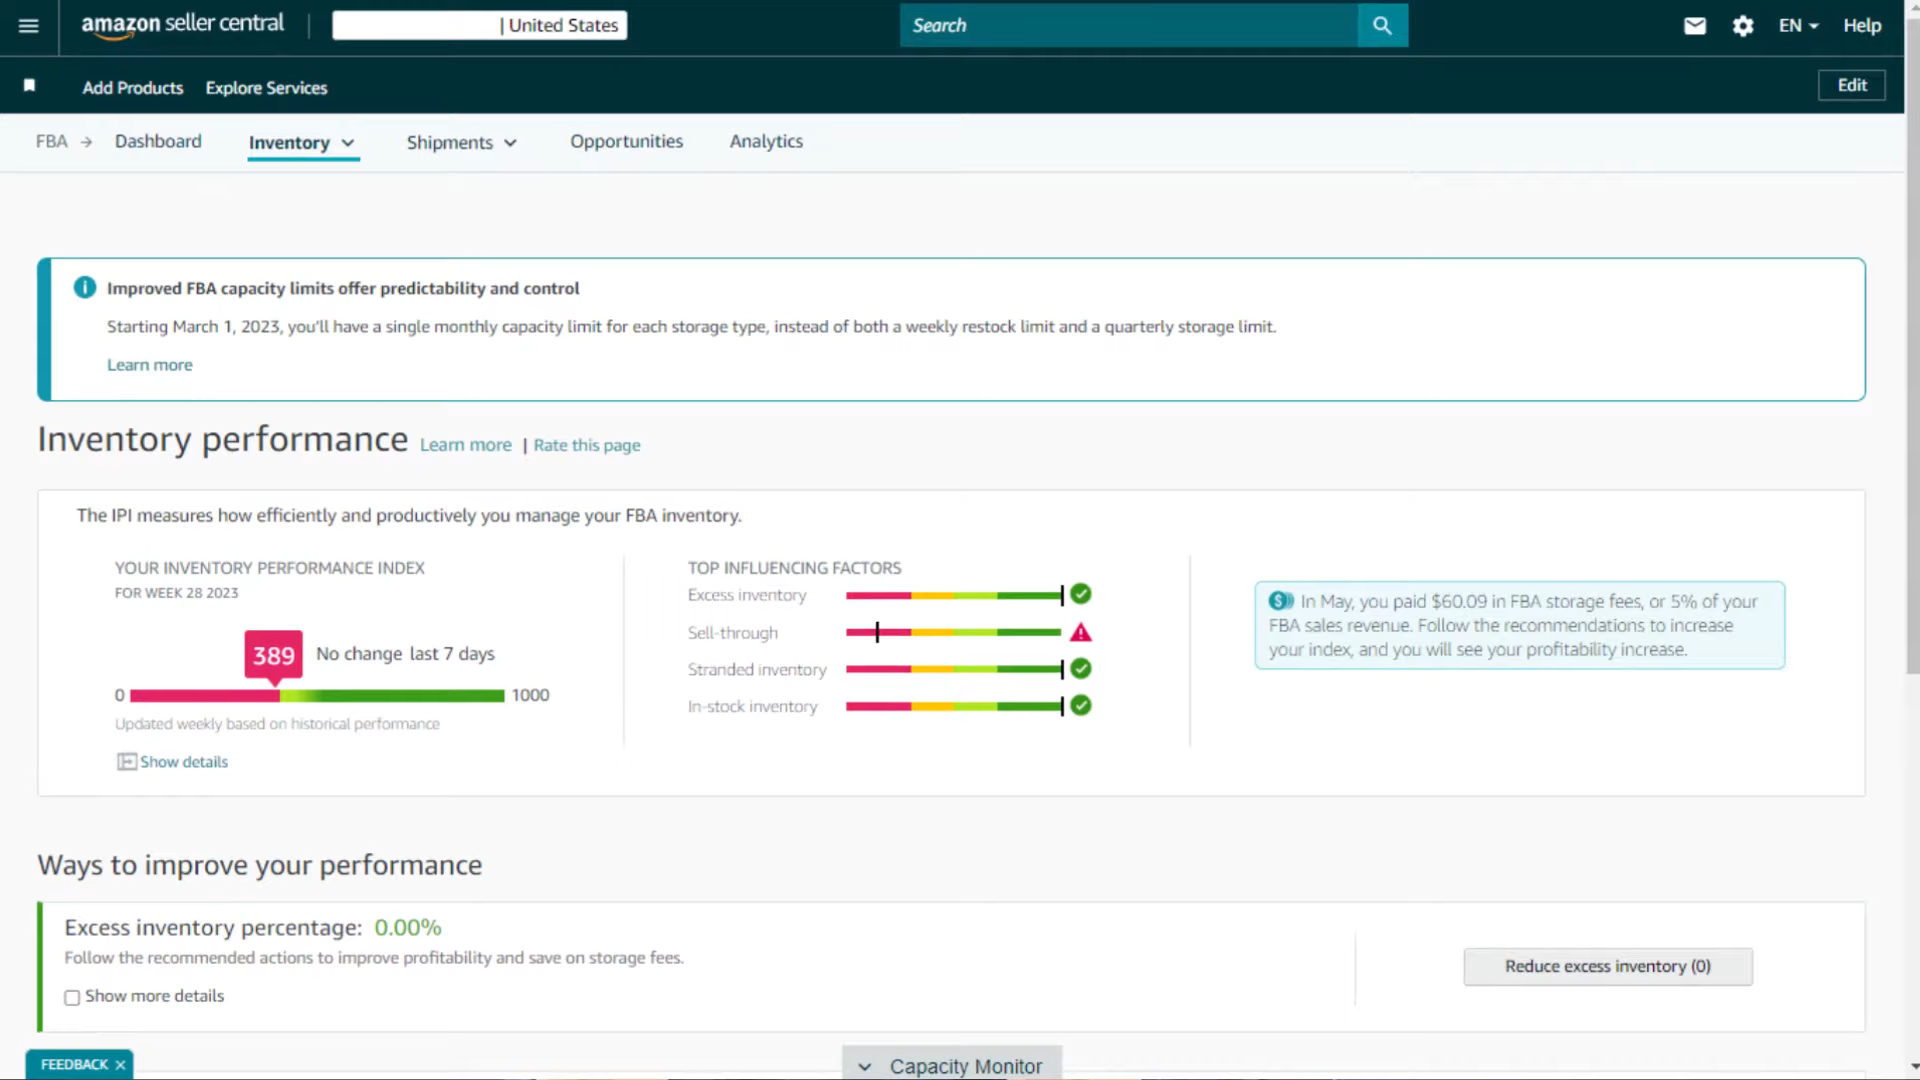 amazon seller central
| United States
Search
EN
Help
Add Products
Explore Services
Edit
FBA → Dashboard
Inventory
Shipments
Opportunities
Analytics
Improved FBA capacity limits offer predictability and control
Starting March 1, 2023, you'll have a single monthly capacity limit for each storage type, instead of both a weekly restock limit and a quarterly storage limit.
Learn more
Inventory performance Learn more | Rate this page
The IPI measures how efficiently and productively you manage your FBA inventory.
YOUR INVENTORY PERFORMANCE INDEX
FOR WEEK 28 2023
389 No change last 7 days
0 1000
Updated weekly based on historical performance
Show details
TOP INFLUENCING FACTORS
Excess inventory
Sell-through
Stranded inventory
In-stock inventory
In May, you paid $60.09 in FBA storage fees, or 5% of your
FBA sales revenue. Follow the recommendations to increase
your index, and you will see your profitability increase.
Ways to improve your performance
Excess inventory percentage: 0.00%
Follow the recommended actions to improve profitability and save on storage fees.
Show more details
Reduce excess inventory (0)
FEEDBACK ×
Capacity Monitor